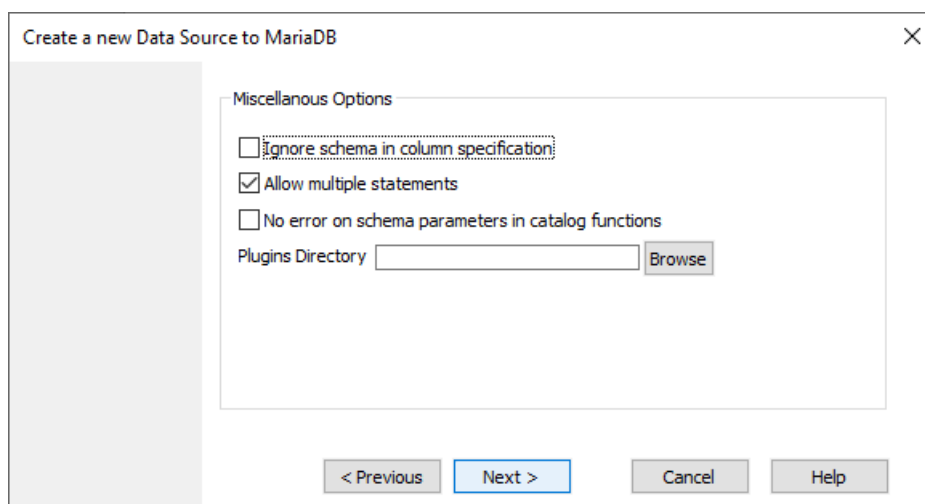 Create a new Data Source to MariaDB
Miscellanous Options
Ignore schema in column specification
Allow multiple statements
No error on schema parameters in catalog functions
Plugins Directory Browse
< Previous Next > Cancel Help